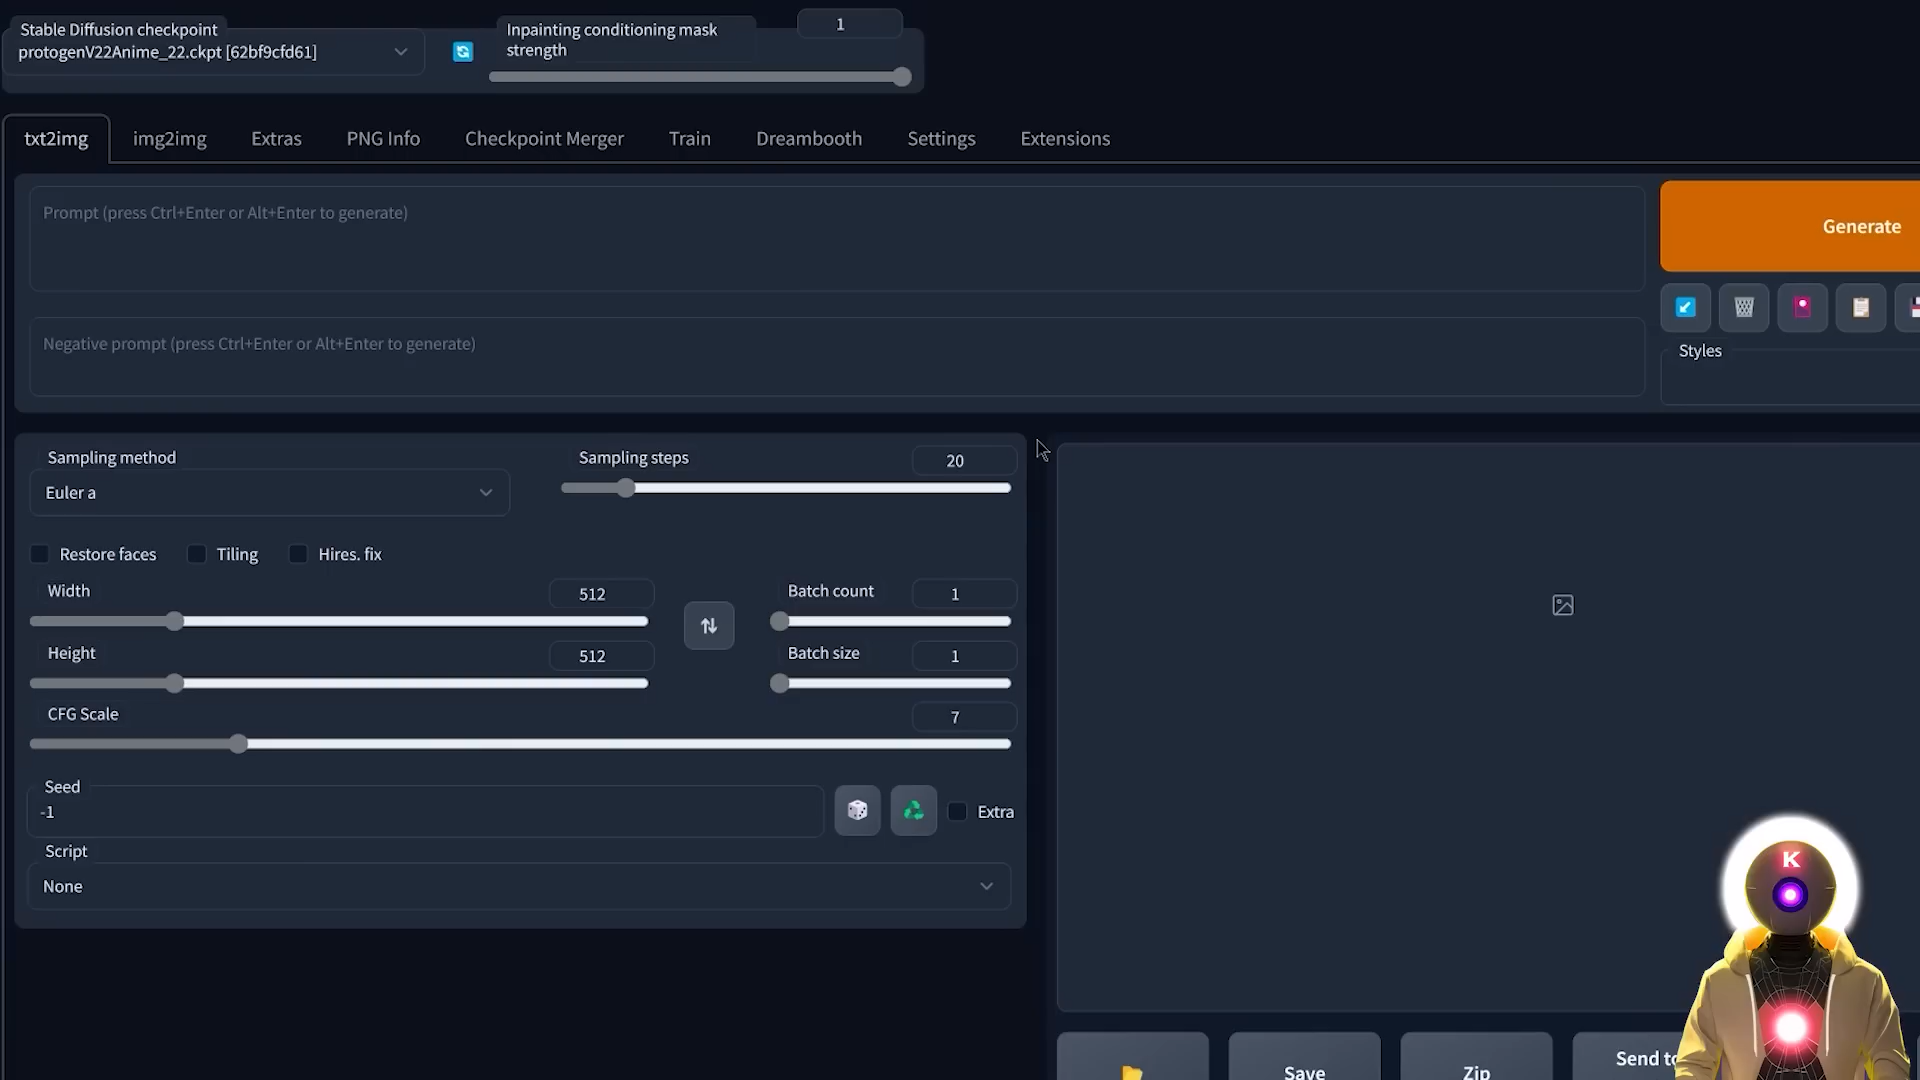 Stable Diffusion checkpoint
protogenV22Anime_22.ckpt [62bf9cfd61]
Inpainting conditioning mask
strength
1
txt2img
img2img
Extras
PNG Info
Checkpoint Merger
Train
Dreambooth
Settings
Extensions
Prompt (press Ctrl+Enter or Alt+Enter to generate)
Generate
Negative prompt (press Ctrl+Enter or Alt+Enter to generate)
Styles
Sampling method
Euler a
Sampling steps
20
Restore faces
Tiling
Hires. fix
Width
512
Batch count
1
Height
512
Batch size
1
CFG Scale
7
Seed
-1
Extra
Script
None
K
Save
Zip
Send to